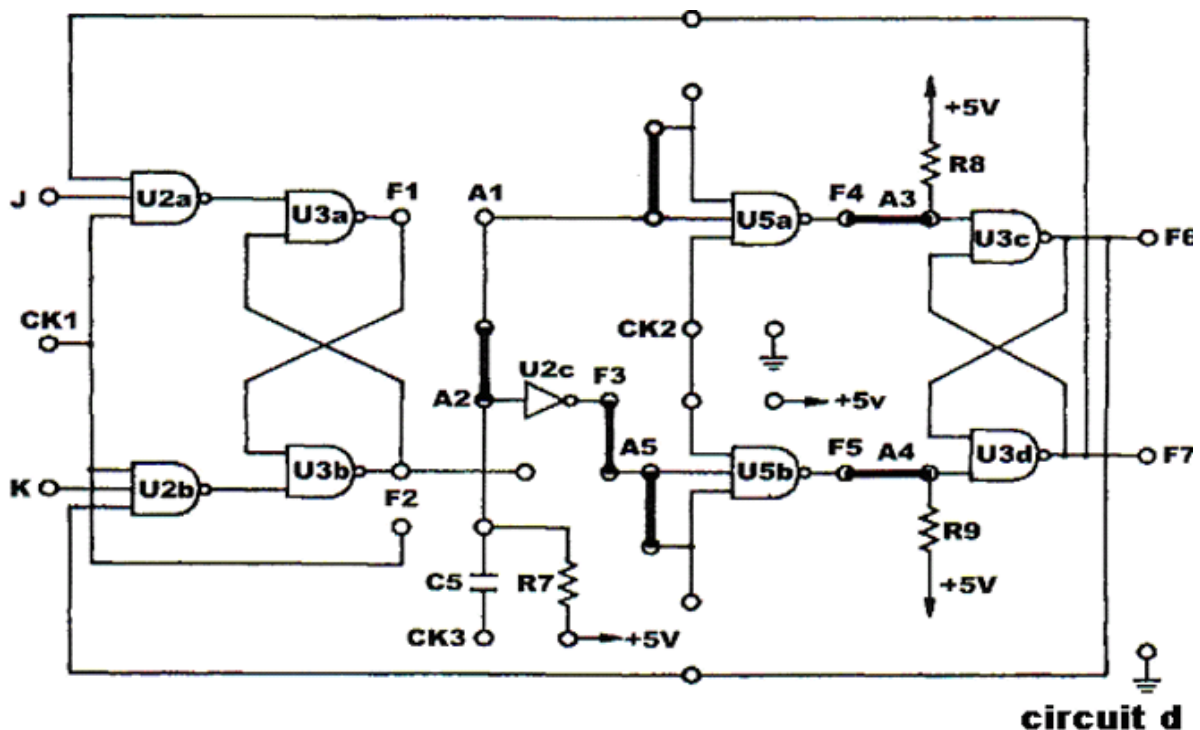 +5V
R8
J
U2a
U3a
F1
A1
U5a
F4
A3
U3c
F6
CK1
CK2
U2c
F3
A2
+5v
A5
F5
A4
U3d
F7
K
U2b
U3b
F2
U5b
R9
C5
R7
+5V
CK3
+5V
circuit d